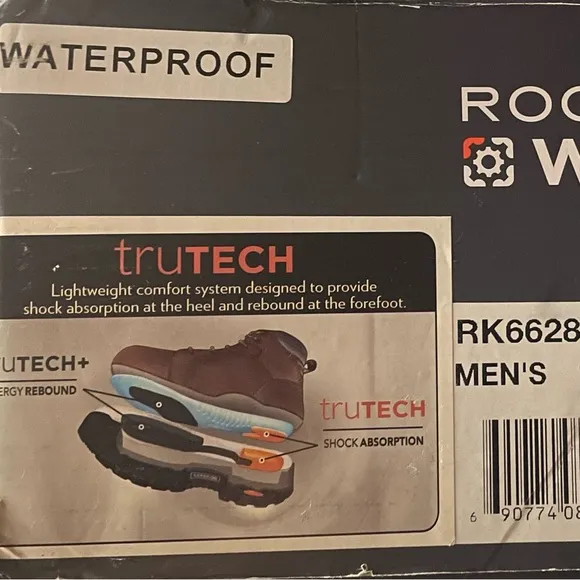 WATERPROOF
ROC
W
truTECH
Lightweight comfort system designed to provide
shock absorption at the heel and rebound at the forefoot.
ruTECH+
ERGY REBOUND
truTECH
SHOCK ABSORPTION
RK6628
MEN'S
6 90774 08